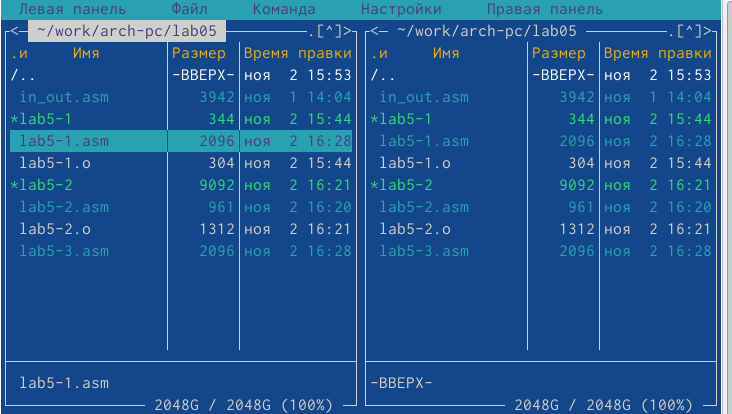 Левая панель Файл Команда Настройки Правая панель
<─ ~/work/arch-pc/lab05 ─.[^]>
.и Имя Размер Время правки
/.. -ВВЕРХ- ноя 2 15:53
in_out.asm 3942 ноя 1 14:04
*lab5-1 344 ноя 2 15:44
lab5-1.asm 2096 ноя 2 16:28
lab5-1.o 304 ноя 2 15:44
*lab5-2 9092 ноя 2 16:21
lab5-2.asm 961 ноя 2 16:20
lab5-2.o 1312 ноя 2 16:21
lab5-3.asm 2096 ноя 2 16:28
lab5-1.asm
2048G / 2048G (100%)
<─ ~/work/arch-pc/lab05 ─.[^]>
.и Имя Размер Время правки
/.. -ВВЕРХ- ноя 2 15:53
in_out.asm 3942 ноя 1 14:04
*lab5-1 344 ноя 2 15:44
lab5-1.asm 2096 ноя 2 16:28
lab5-1.o 304 ноя 2 15:44
*lab5-2 9092 ноя 2 16:21
lab5-2.asm 961 ноя 2 16:20
lab5-2.o 1312 ноя 2 16:21
lab5-3.asm 2096 ноя 2 16:28
-ВВЕРХ-
2048G / 2048G (100%)